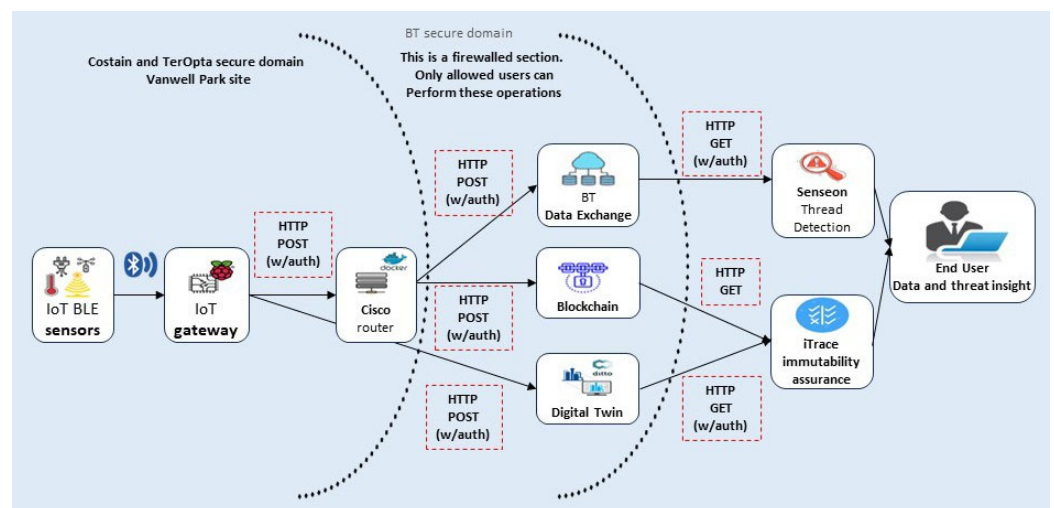 Costain and TerOpta secure domain
Vanwell Park site
BT secure domain
This is a firewalled section.
Only allowed users can
Perform these operations
IoT BLE
sensors
IoT
gateway
HTTP
POST
(w/auth)
docker
Cisco
router
HTTP
POST
(w/auth)
HTTP
POST
(w/auth)
HTTP
POST
(w/auth)
BT
Data Exchange
Blockchain
ditto
Digital Twin
HTTP
GET
(w/auth)
HTTP
GET
HTTP
GET
(w/auth)
Senseon
Thread
Detection
iTrace
immutability
assurance
End User
Data and threat insight